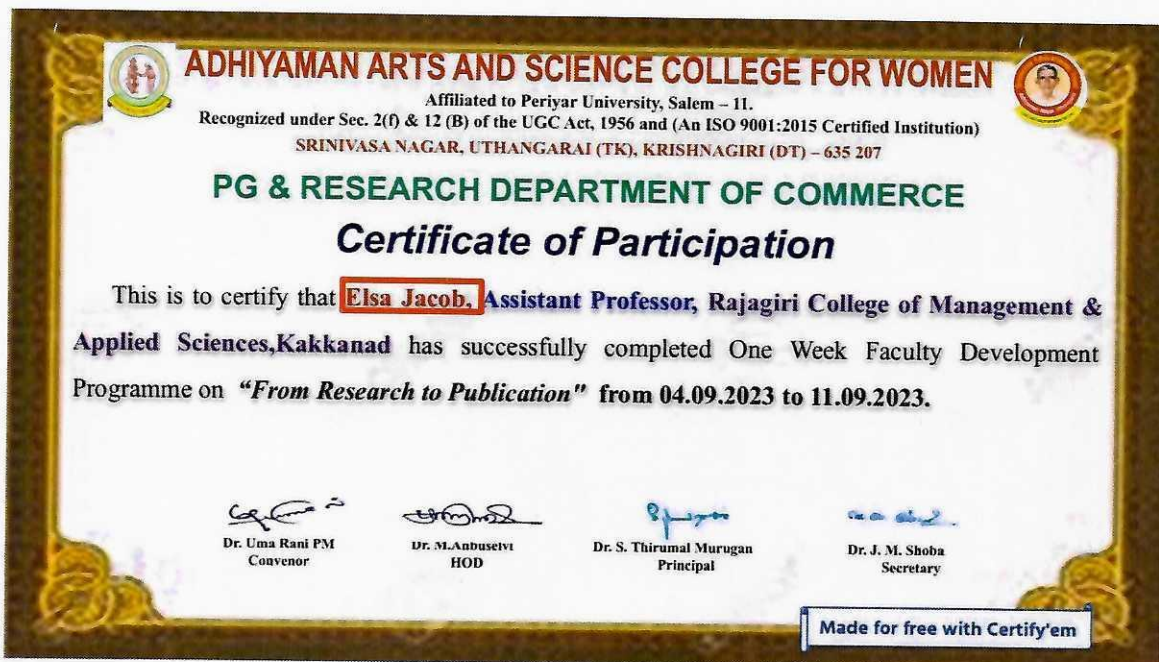 ADHIYAMAN ARTS AND SCIENCE COLLEGE FOR WOMEN
Affiliated to Periyar University, Salem – 11.
Recognized under Sec. 2(f) & 12 (B) of the UGC Act, 1956 and (An ISO 9001:2015 Certified Institution)
SRINIVASA NAGAR, UTHANGARAI (TK), KRISHNAGIRI (DT) – 635 207
PG & RESEARCH DEPARTMENT OF COMMERCE
Certificate of Participation
This is to certify that Elsa Jacob, Assistant Professor, Rajagiri College of Management &
Applied Sciences,Kakkanad has successfully completed One Week Faculty Development
Programme on "From Research to Publication" from 04.09.2023 to 11.09.2023.
Dr. Uma Rani PM Dr. M.Anbuselvi Dr. S. Thirumal Murugan Dr. J. M. Shoba
Convenor HOD Principal Secretary
Made for free with Certify'em